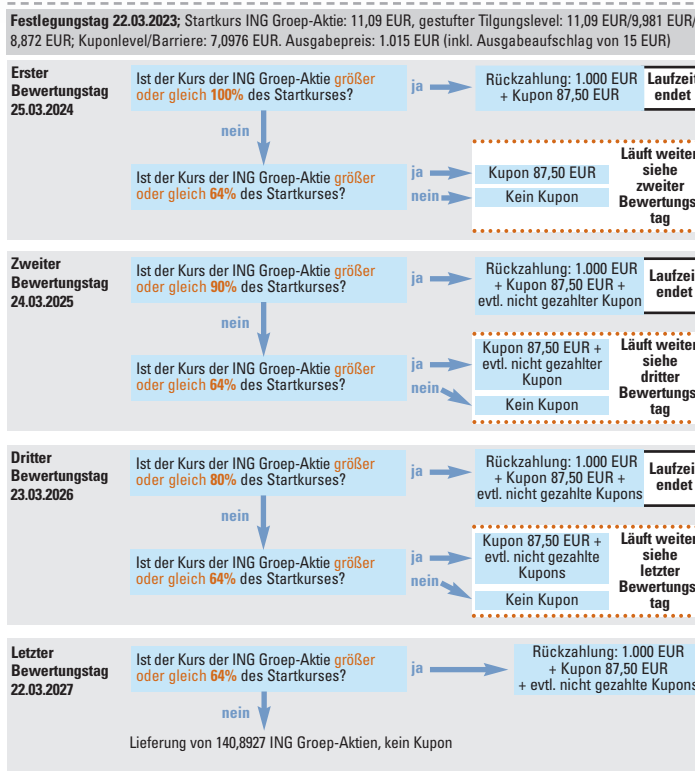 Festlegungstag 22.03.2023; Startkurs ING Groep-Aktie: 11,09 EUR, gestufter Tilgungslevel: 11,09 EUR/9,981 EUR/
8,872 EUR; Kuponlevel/Barriere: 7,0976 EUR. Ausgabepreis: 1.015 EUR (inkl. Ausgabeaufschlag von 15 EUR)
Erster
Bewertungstag
25.03.2024
Ist der Kurs der ING Groep-Aktie größer
oder gleich 100% des Startkurses?
ja
Rückzahlung: 1.000 EUR
+ Kupon 87,50 EUR
Laufzeit
endet
nein
Ist der Kurs der ING Groep-Aktie größer
oder gleich 64% des Startkurses?
ja
Kupon 87,50 EUR
nein
Kein Kupon
Läuft weiter
siehe
zweiter
Bewertungs
tag
Zweiter
Bewertungstag
24.03.2025
Ist der Kurs der ING Groep-Aktie größer
oder gleich 90% des Startkurses?
ja
Rückzahlung: 1.000 EUR
+ Kupon 87,50 EUR +
evtl. nicht gezahlter Kupon
Laufzeit
endet
nein
Ist der Kurs der ING Groep-Aktie größer
oder gleich 64% des Startkurses?
ja
Kupon 87,50 EUR +
evtl. nicht gezahlter
Kupon
nein
Kein Kupon
Läuft weiter
siehe
dritter
Bewertungs
tag
Dritter
Bewertungstag
23.03.2026
Ist der Kurs der ING Groep-Aktie größer
oder gleich 80% des Startkurses?
ja
Rückzahlung: 1.000 EUR
+ Kupon 87,50 EUR +
evtl. nicht gezahlte Kupons
Laufzeit
endet
nein
Ist der Kurs der ING Groep-Aktie größer
oder gleich 64% des Startkurses?
ja
Kupon 87,50 EUR +
evtl. nicht gezahlte
Kupons
nein
Kein Kupon
Läuft weiter
siehe
letzter
Bewertungs
tag
Letzter
Bewertungstag
22.03.2027
Ist der Kurs der ING Groep-Aktie größer
oder gleich 64% des Startkurses?
ja
Rückzahlung: 1.000 EUR
+ Kupon 87,50 EUR
+ evtl. nicht gezahlte Kupons
nein
Lieferung von 140,8927 ING Groep-Aktien, kein Kupon